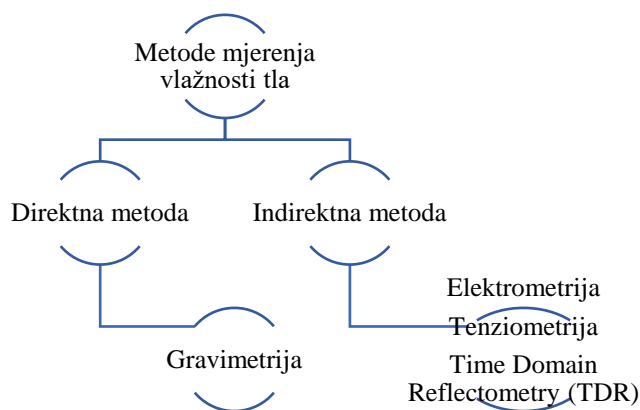 Metode mjerenja
vlažnosti tla
Direktna metoda
Indirektna metoda
Gravimetrija
Elektrometrija
Tenziometrija
Time Domain
Reflectometry (TDR)